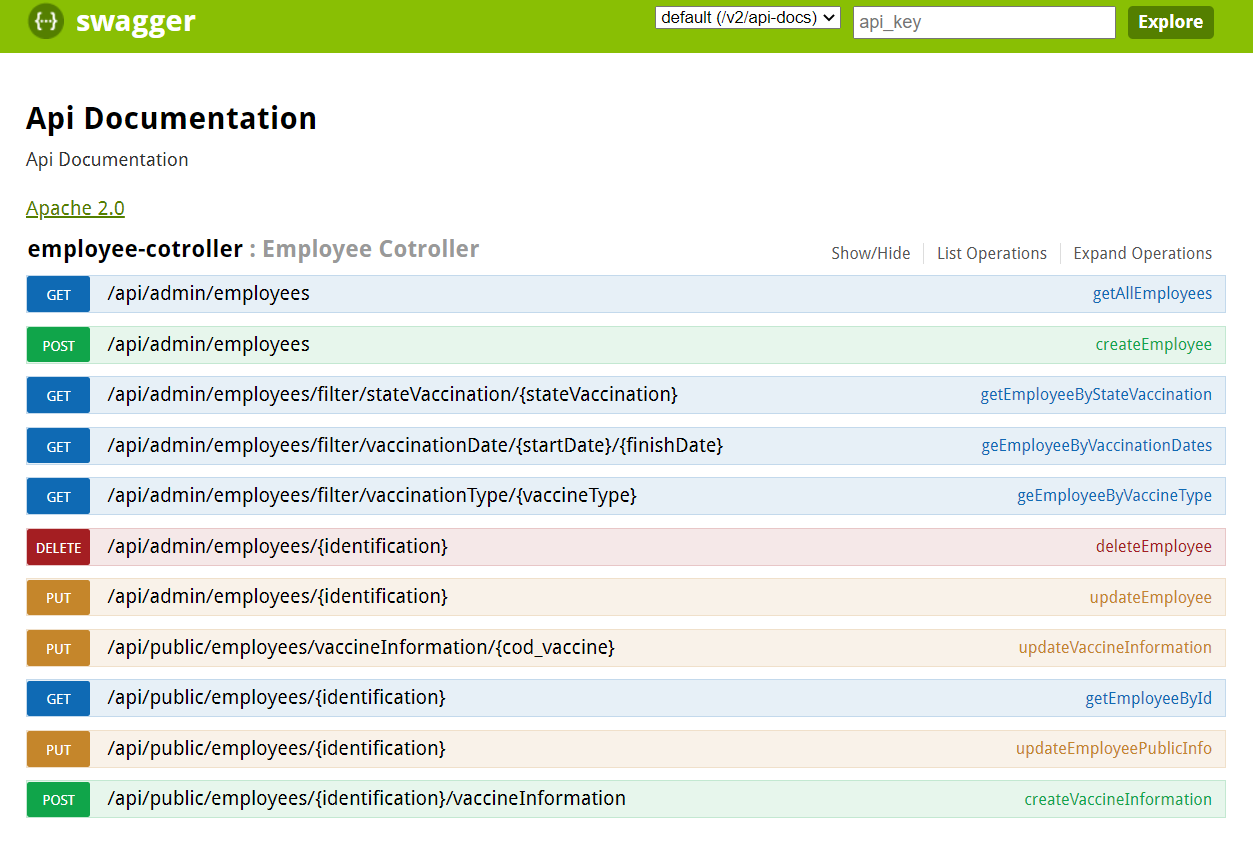 {···} swagger default (/v2/api-docs) api_key Explore
Api Documentation
Api Documentation
Apache 2.0
employee-cotroller : Employee Cotroller Show/Hide List Operations Expand Operations
GET /api/admin/employees getAllEmployees
POST /api/admin/employees createEmployee
GET /api/admin/employees/filter/stateVaccination/{stateVaccination} getEmployeeByStateVaccination
GET /api/admin/employees/filter/vaccinationDate/{startDate}/{finishDate} geEmployeeByVaccinationDates
GET /api/admin/employees/filter/vaccinationType/{vaccineType} geEmployeeByVaccineType
DELETE /api/admin/employees/{identification} deleteEmployee
PUT /api/admin/employees/{identification} updateEmployee
PUT /api/public/employees/vaccineInformation/{cod_vaccine} updateVaccineInformation
GET /api/public/employees/{identification} getEmployeeById
PUT /api/public/employees/{identification} updateEmployeePublicInfo
POST /api/public/employees/{identification}/vaccineInformation createVaccineInformation